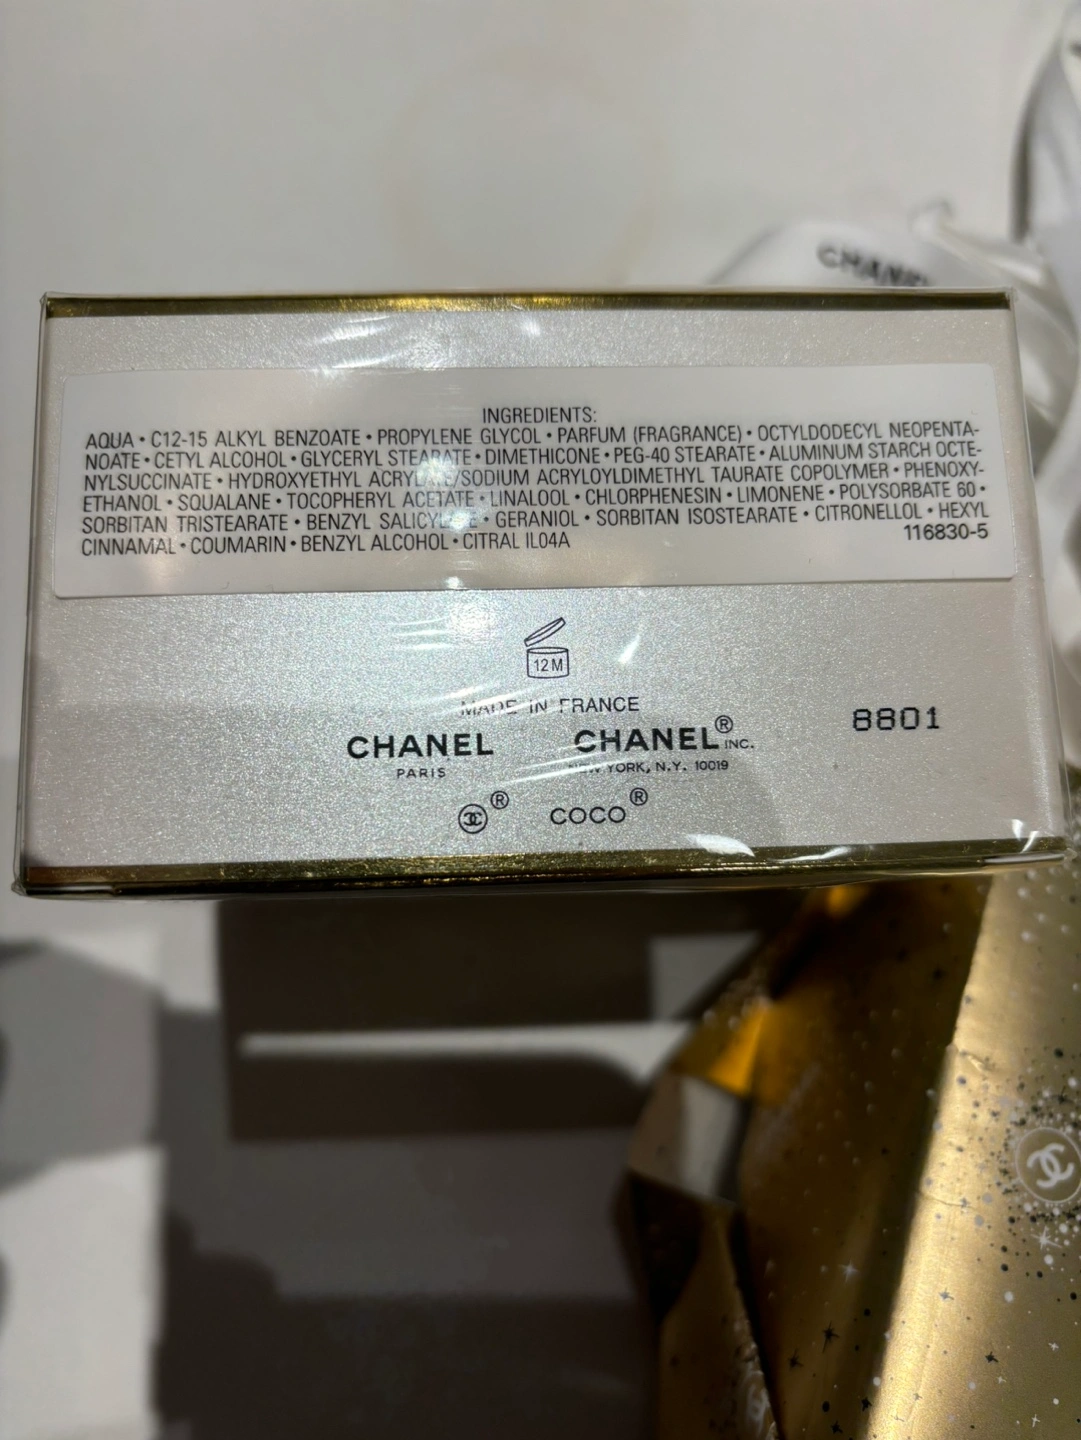 CHANEL
INGREDIENTS:
AQUA • C12-15 ALKYL BENZOATE • PROPYLENE GLYCOL • PARFUM (FRAGRANCE) • OCTYLDODECYL NEOPENTA-
NOATE • CETYL ALCOHOL • GLYCERYL STEARATE • DIMETHICONE • PEG-40 STEARATE • ALUMINUM STARCH OCTE-
NYLSUCCINATE • HYDROXYETHYL ACRYLATE/SODIUM ACRYLOYLDIMETHYL TAURATE COPOLYMER • PHENOXY-
ETHANOL • SQUALANE • TOCOPHERYL ACETATE • LINALOOL • CHLORPHENESIN • LIMONENE • POLYSORBATE 60 •
SORBITAN TRISTEARATE • BENZYL SALICYLATE • GERANIOL • SORBITAN ISOSTEARATE • CITRONELLOL • HEXYL
CINNAMAL • COUMARIN • BENZYL ALCOHOL • CITRAL IL04A 116830-5
12M
MADE IN FRANCE
8801
CHANEL CHANEL® INC.
PARIS NEW YORK, N.Y. 10019
® COCO®